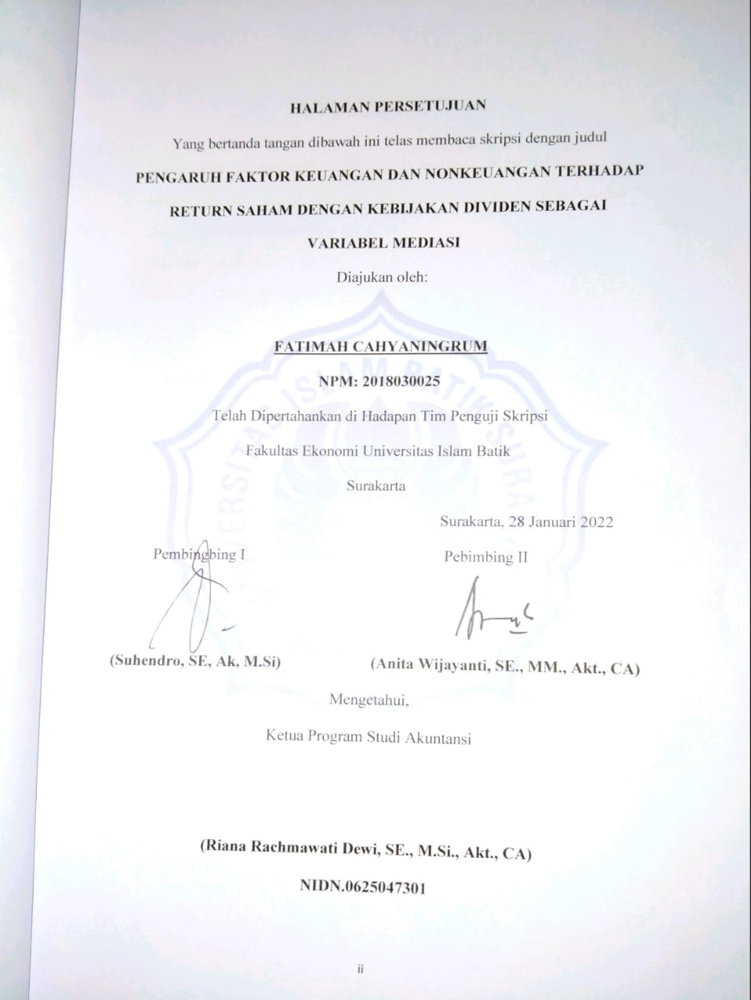 HALAMAN PERSETUJUAN
Yang bertanda tangan dibawah ini telas membaca skripsi dengan judul
PENGARUH FAKTOR KEUANGAN DAN NONKEUANGAN TERHADAP
RETURN SAHAM DENGAN KEBIJAKAN DIVIDEN SEBAGAI
VARIABEL MEDIASI
Diajukan oleh:
FATIMAH CAHYANINGRUM
NPM: 2018030025
Telah Dipertahankan di Hadapan Tim Penguji Skripsi
Fakultas Ekonomi Universitas Islam Batik
Surakarta
Surakarta, 28 Januari 2022
Pembingbing I
Pebimbing II
(Suhendro, SE, Ak, M.Si)
(Anita Wijayanti, SE., MM., Akt., CA)
Mengetahui,
Ketua Program Studi Akuntansi
(Riana Rachmawati Dewi, SE., M.Si., Akt., CA)
NIDN.0625047301
ii